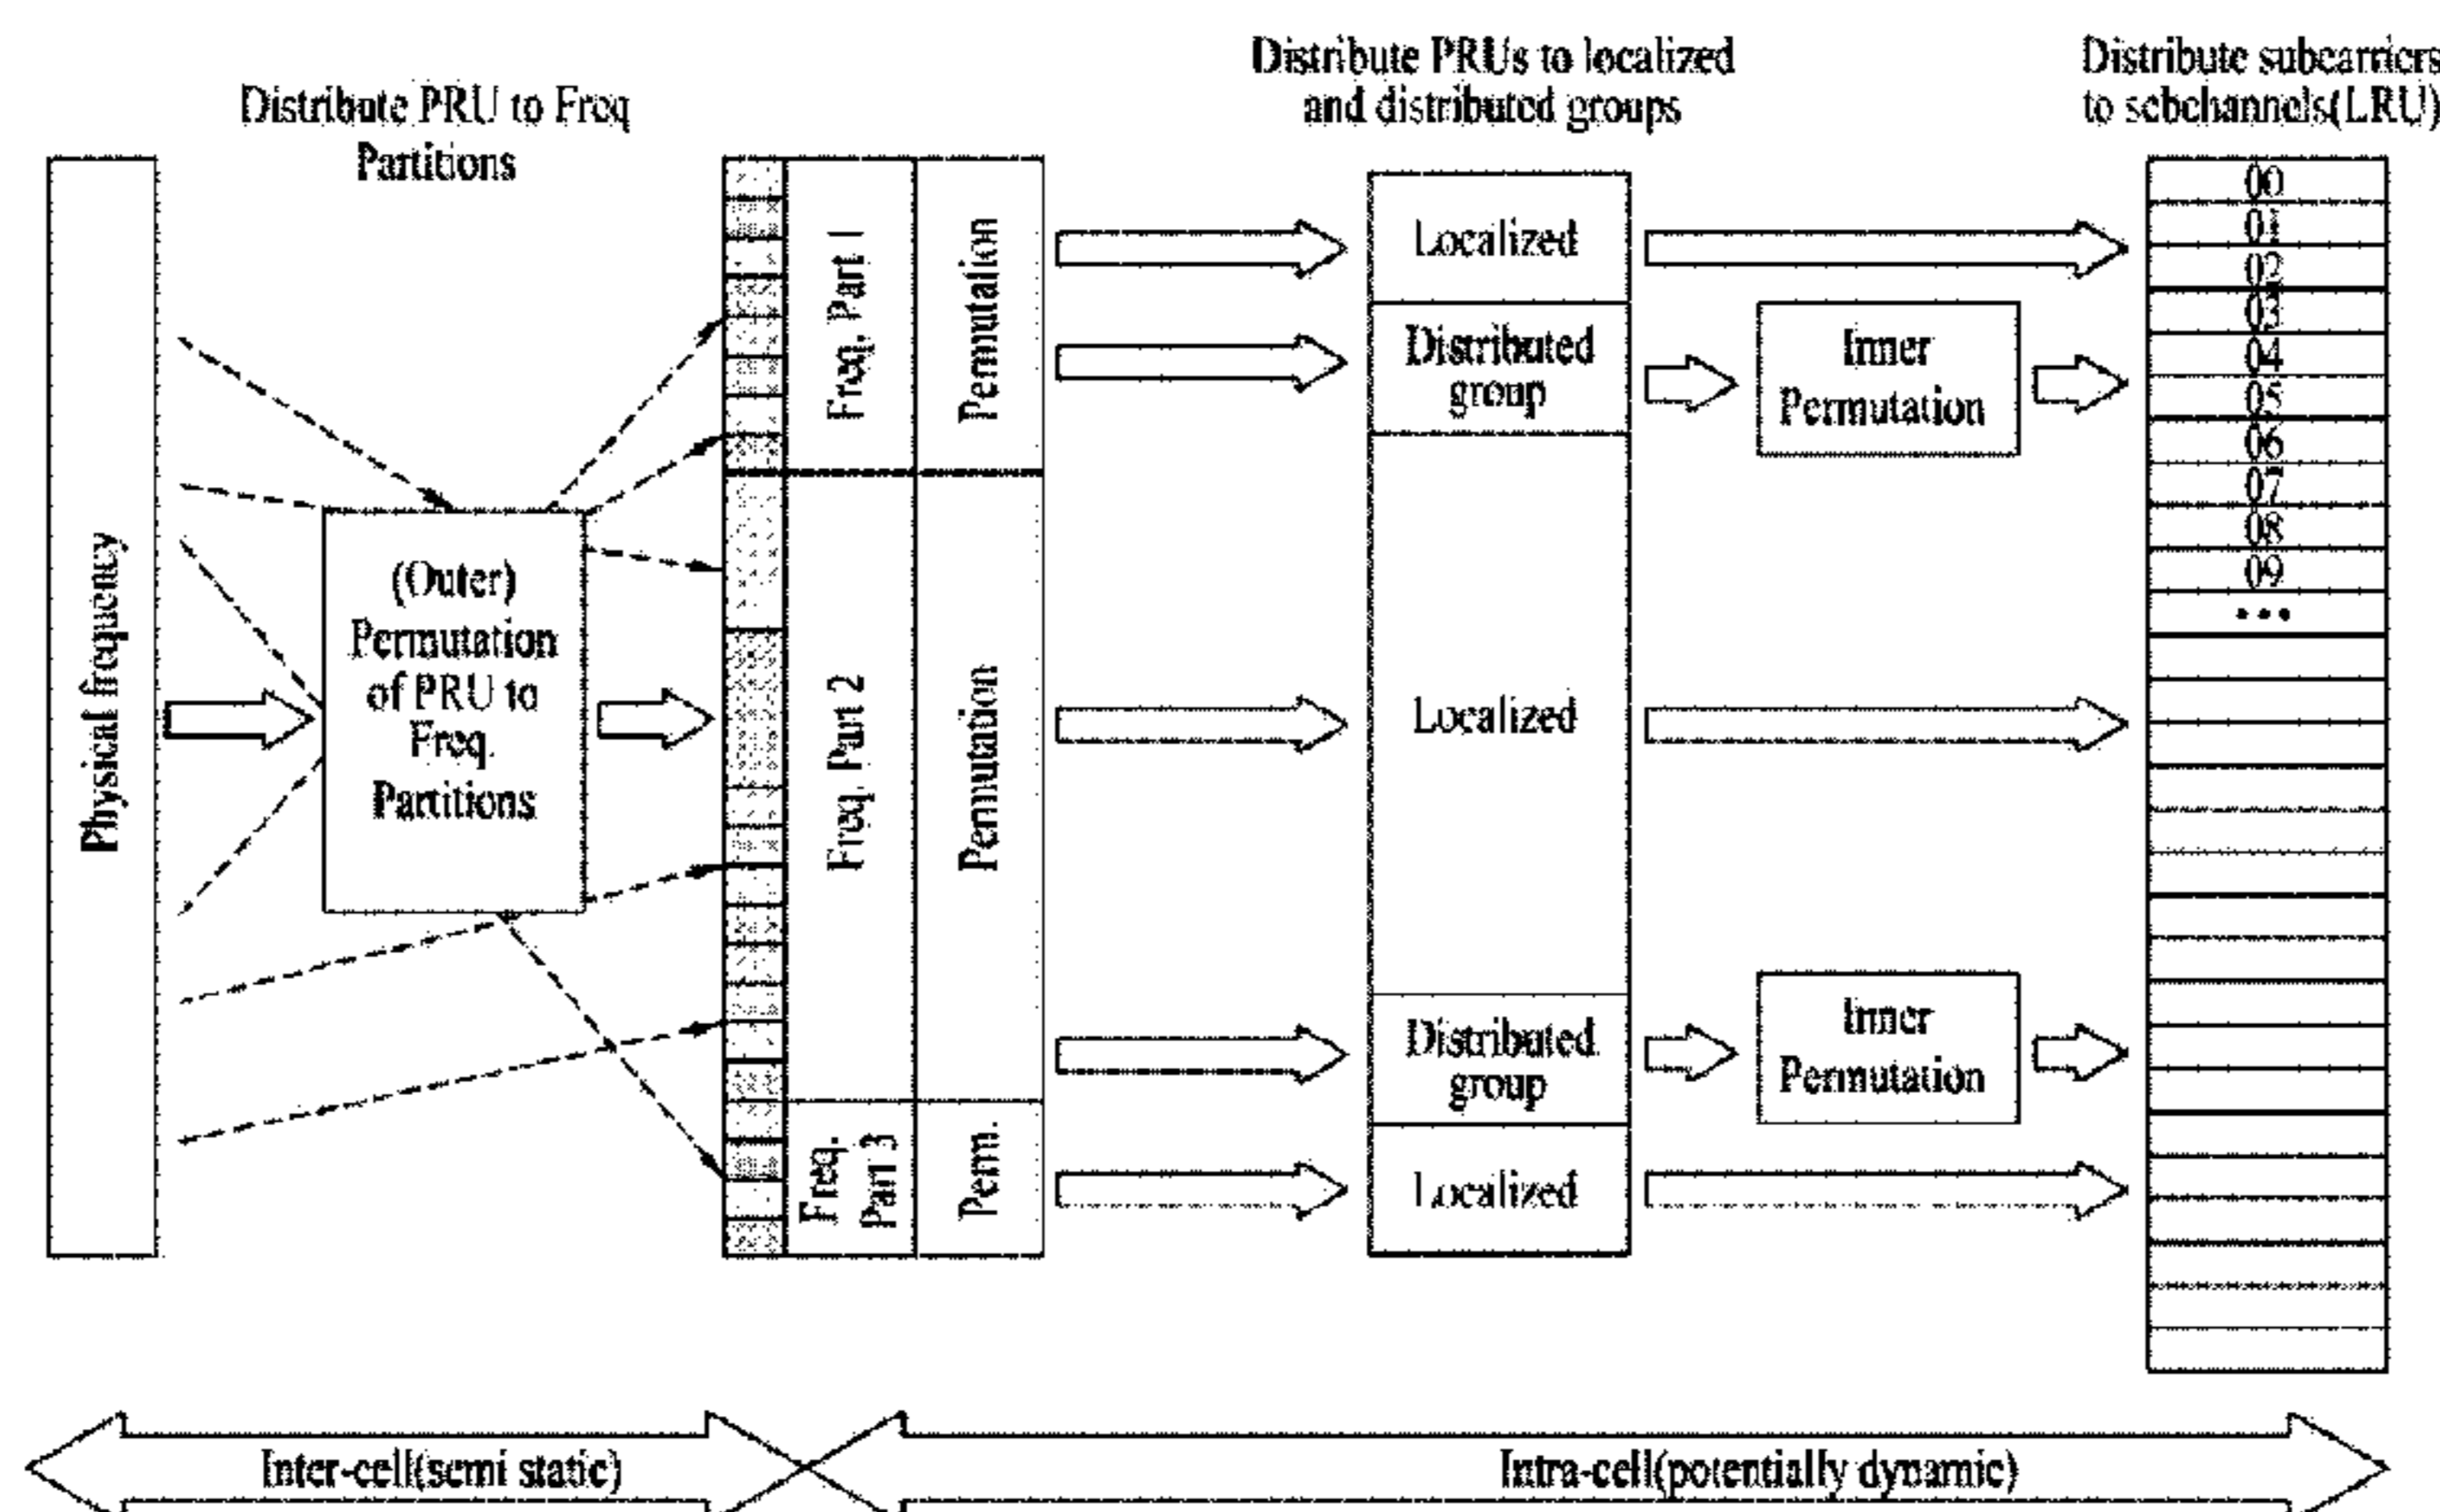 Distribute PRU to Freq
Partitions
Distribute PRUs to localized
and distributed groups
Distribute subcarriers
to scbchannels(LRU)
Physical frequency
(Outer)
Permutation
of PRU to
Freq.
Partitions
Freq. Part 1
Permutation
Freq. Part 2
Permutation
Freq.
Part 3
Perm.
Localized
Distributed
group
Localized
Distributed
group
Localized
Inner
Permutation
Inner
Permutation
00
01
02
03
04
05
06
07
08
09
•••
Inter-cell(semi static)
Intra-cell(potentially dynamic)